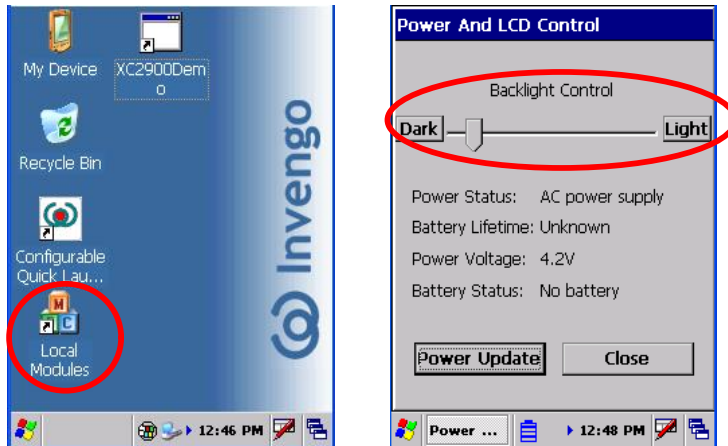 My Device
XC2900Dem
o
Recycle Bin
Configurable
Quick Lau...
M
C
Local
Modules
Invengo
12:46 PM
Power And LCD Control
Backlight Control
Dark
Light
Power Status: AC power supply
Battery Lifetime: Unknown
Power Voltage: 4.2V
Battery Status: No battery
Power Update
Close
Power ...
12:48 PM